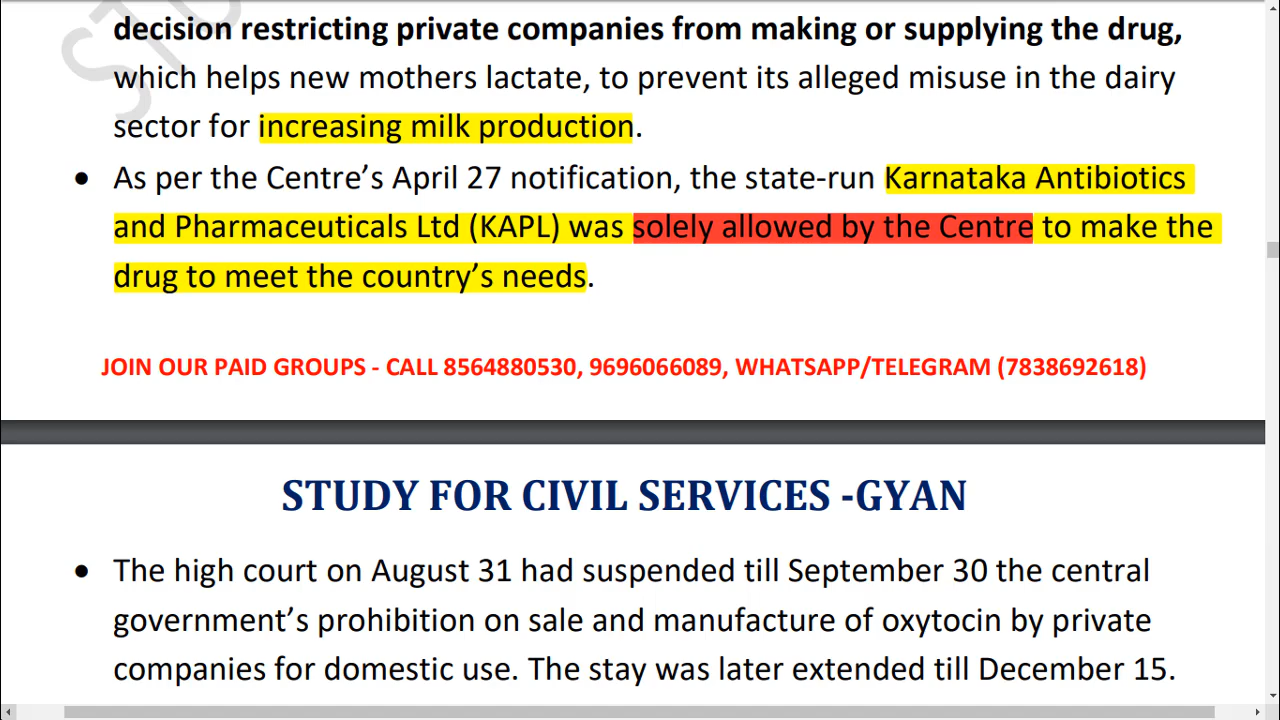 decision restricting private companies from making or supplying the drug,
which helps new mothers lactate, to prevent its alleged misuse in the dairy
sector for increasing milk production.
• As per the Centre’s April 27 notification, the state-run Karnataka Antibiotics
and Pharmaceuticals Ltd (KAPL) was solely allowed by the Centre to make the
drug to meet the country’s needs.
JOIN OUR PAID GROUPS - CALL 8564880530, 9696066089, WHATSAPP/TELEGRAM (7838692618)
STUDY FOR CIVIL SERVICES -GYAN
• The high court on August 31 had suspended till September 30 the central
government’s prohibition on sale and manufacture of oxytocin by private
companies for domestic use. The stay was later extended till December 15.